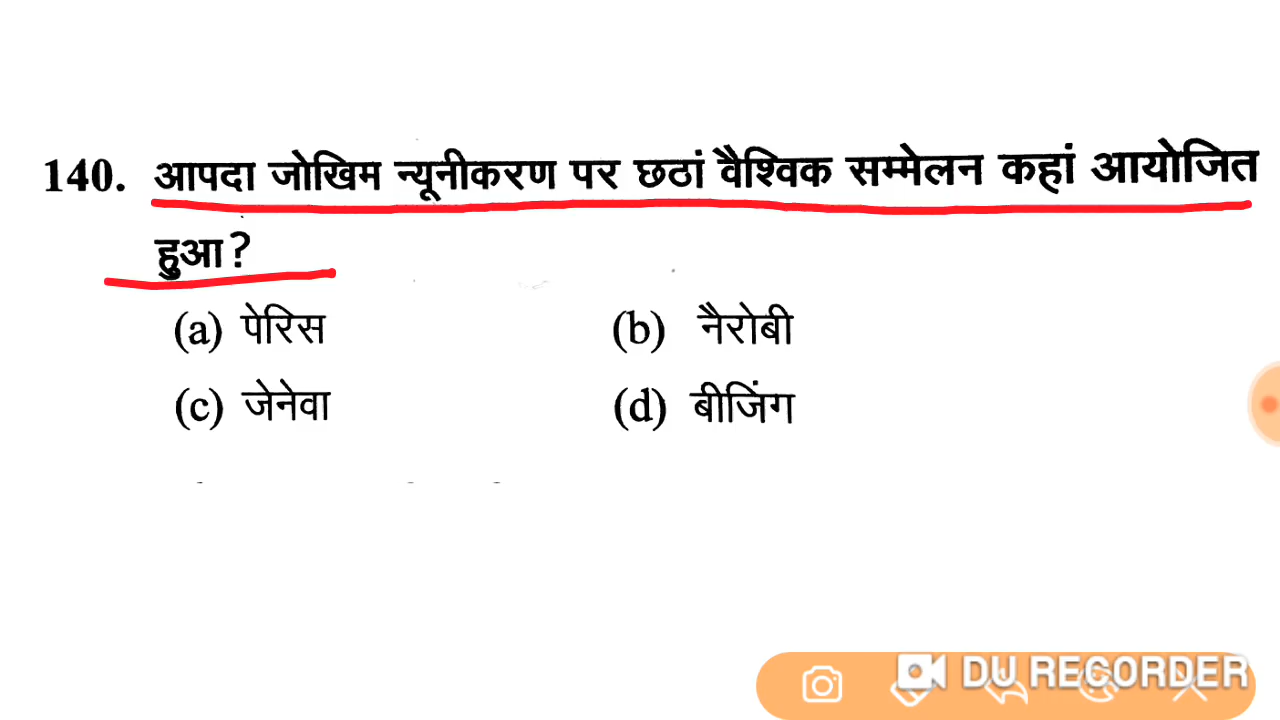 140. आपदा जोखिम न्यूनीकरण पर छठां वैश्विक सम्मेलन कहां आयोजित
हुआ?
(a) पेरिस (b) नैरोबी
(c) जेनेवा (d) बीजिंग
DU RECORDER